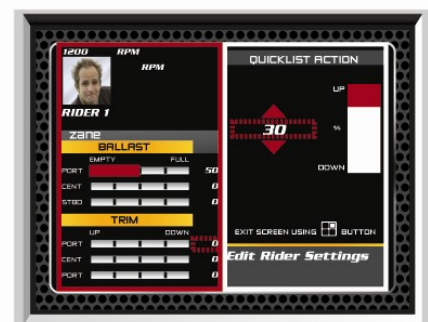 1200 RPM
RPM
RIDER 1
zane
BALLAST
EMPTY FULL
PORT 50
CENT 0
STBD 0
TRIM
UP DOWN
PORT 0
CENT 0
PORT 0
QUICKLIST ACTION
UP
30 %
DOWN
EXIT SCREEN USING BUTTON
Edit Rider Settings